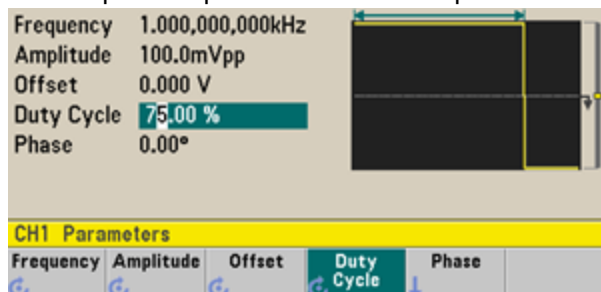 Frequency 1.000,000,000kHz
Amplitude 100.0mVpp
Offset 0.000 V
Duty Cycle 75.00 %
Phase 0.00°
CH1 Parameters
Frequency Amplitude Offset Duty Cycle Phase